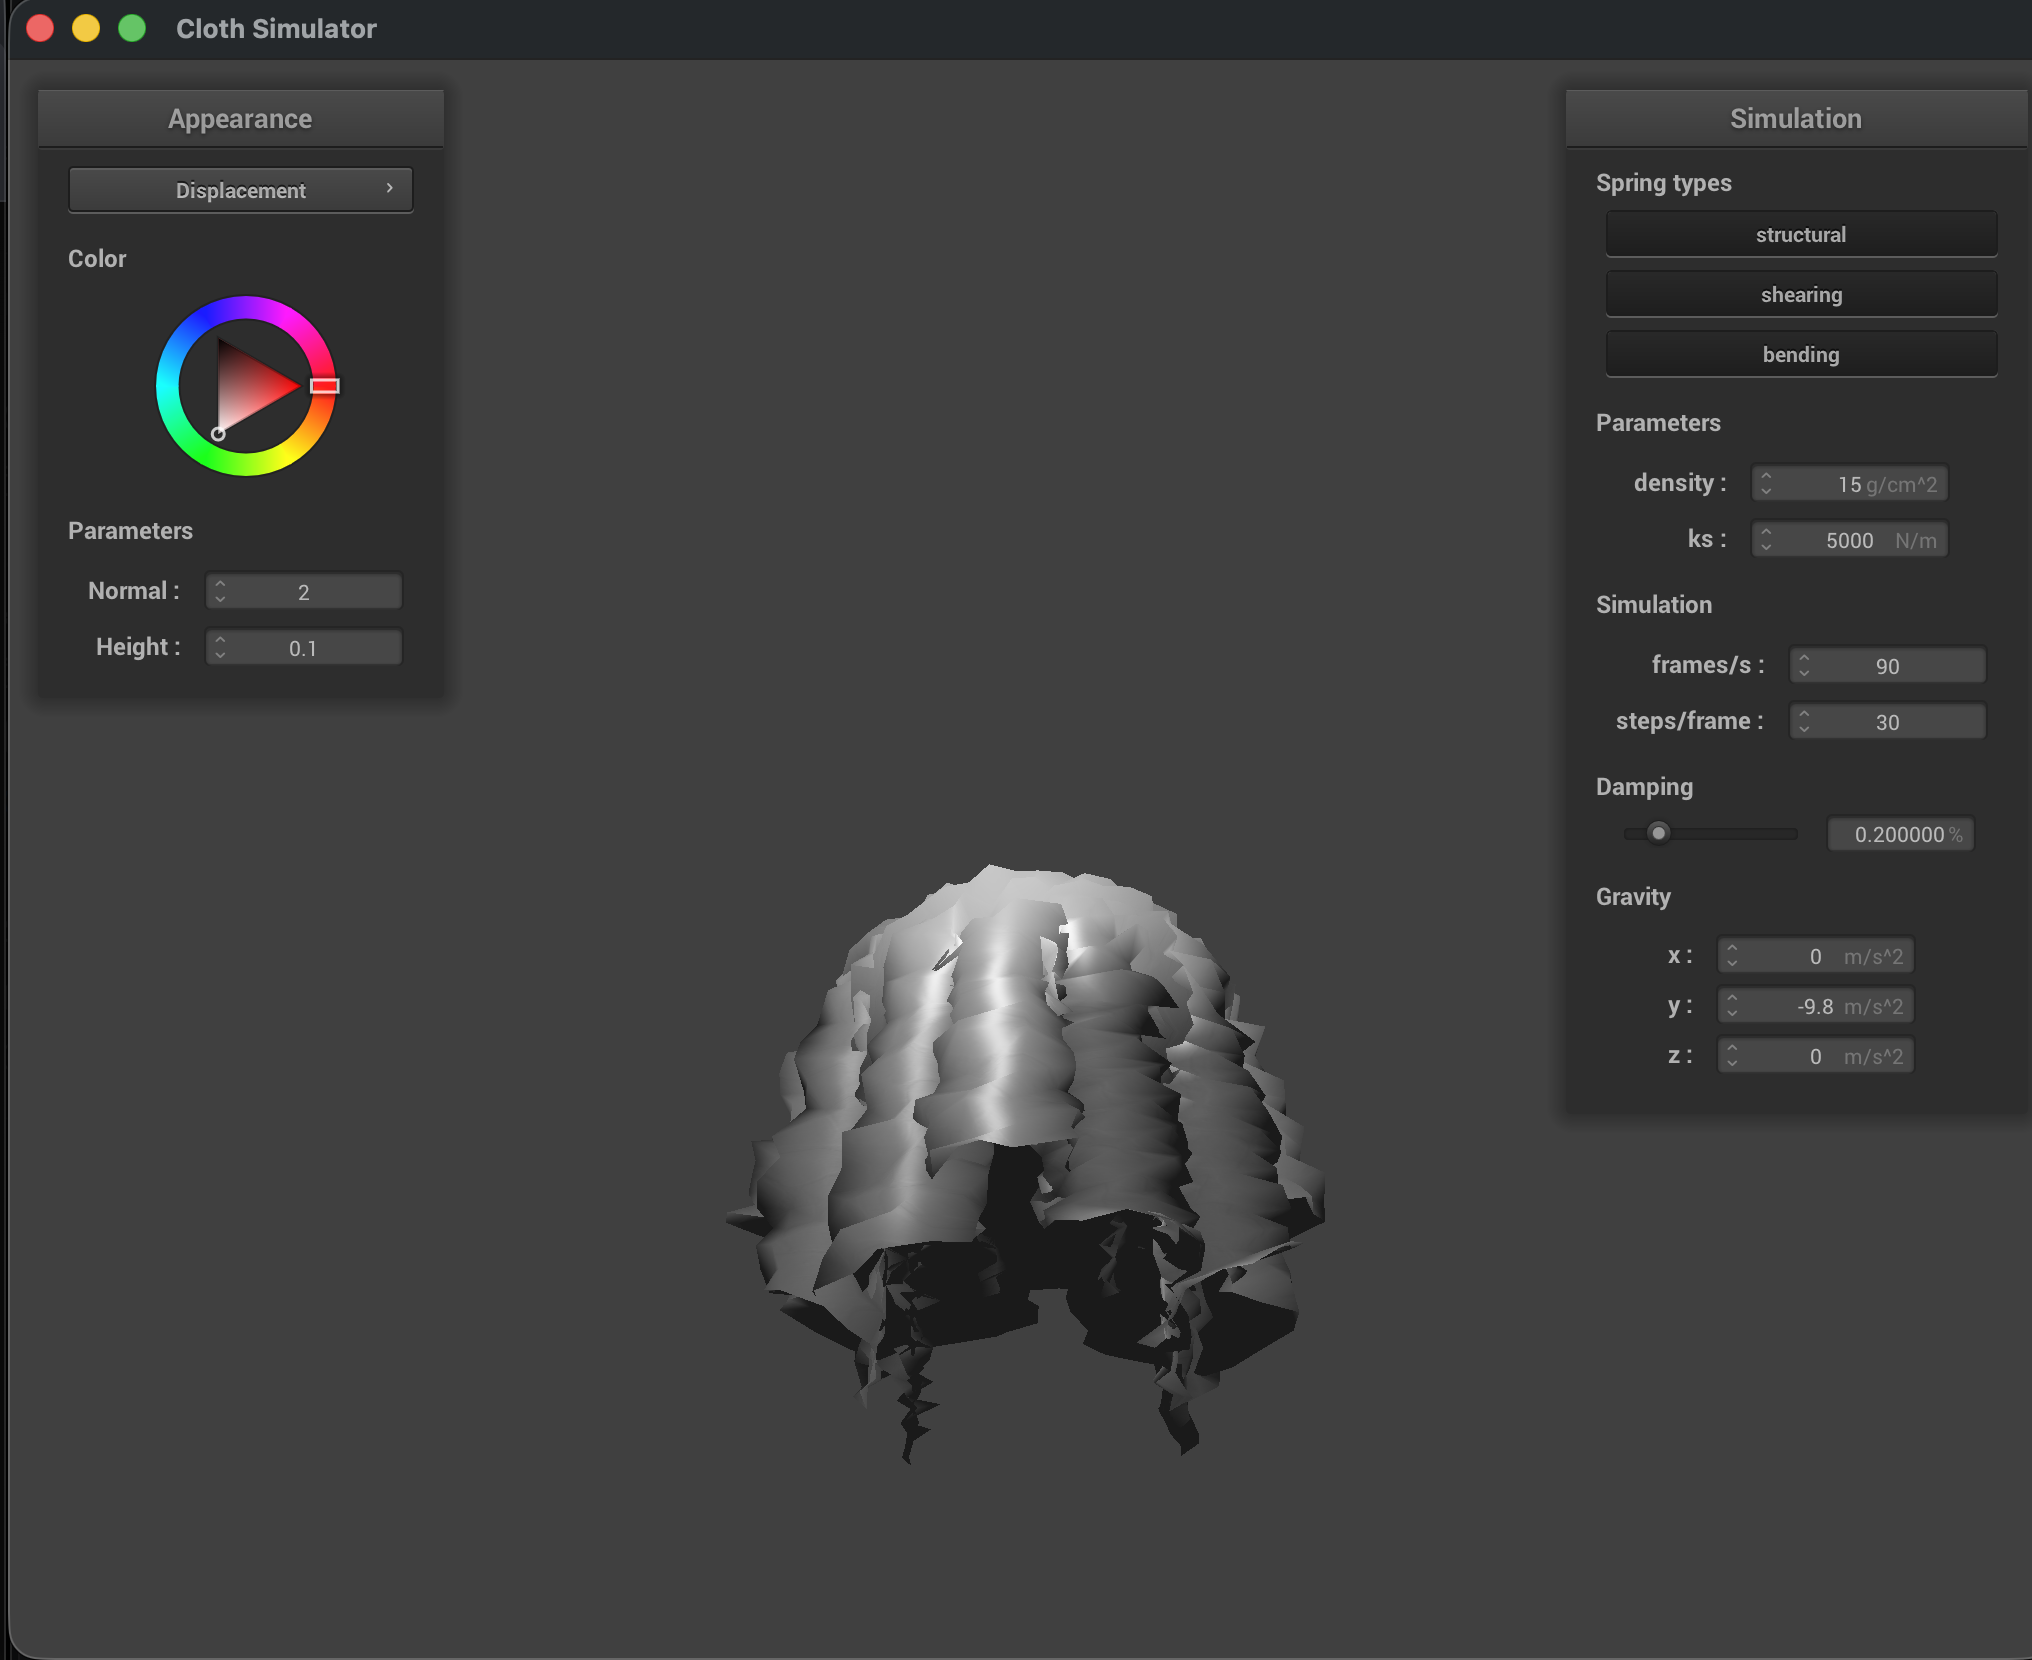 Cloth Simulator
Appearance
Displacement
Color
Parameters
Normal : 2
Height : 0.1
Simulation
Spring types
structural
shearing
bending
Parameters
density : 15 g/cm^2
ks : 5000 N/m
Simulation
frames/s : 90
steps/frame : 30
Damping
0.200000 %
Gravity
x : 0 m/s^2
y : -9.8 m/s^2
z : 0 m/s^2